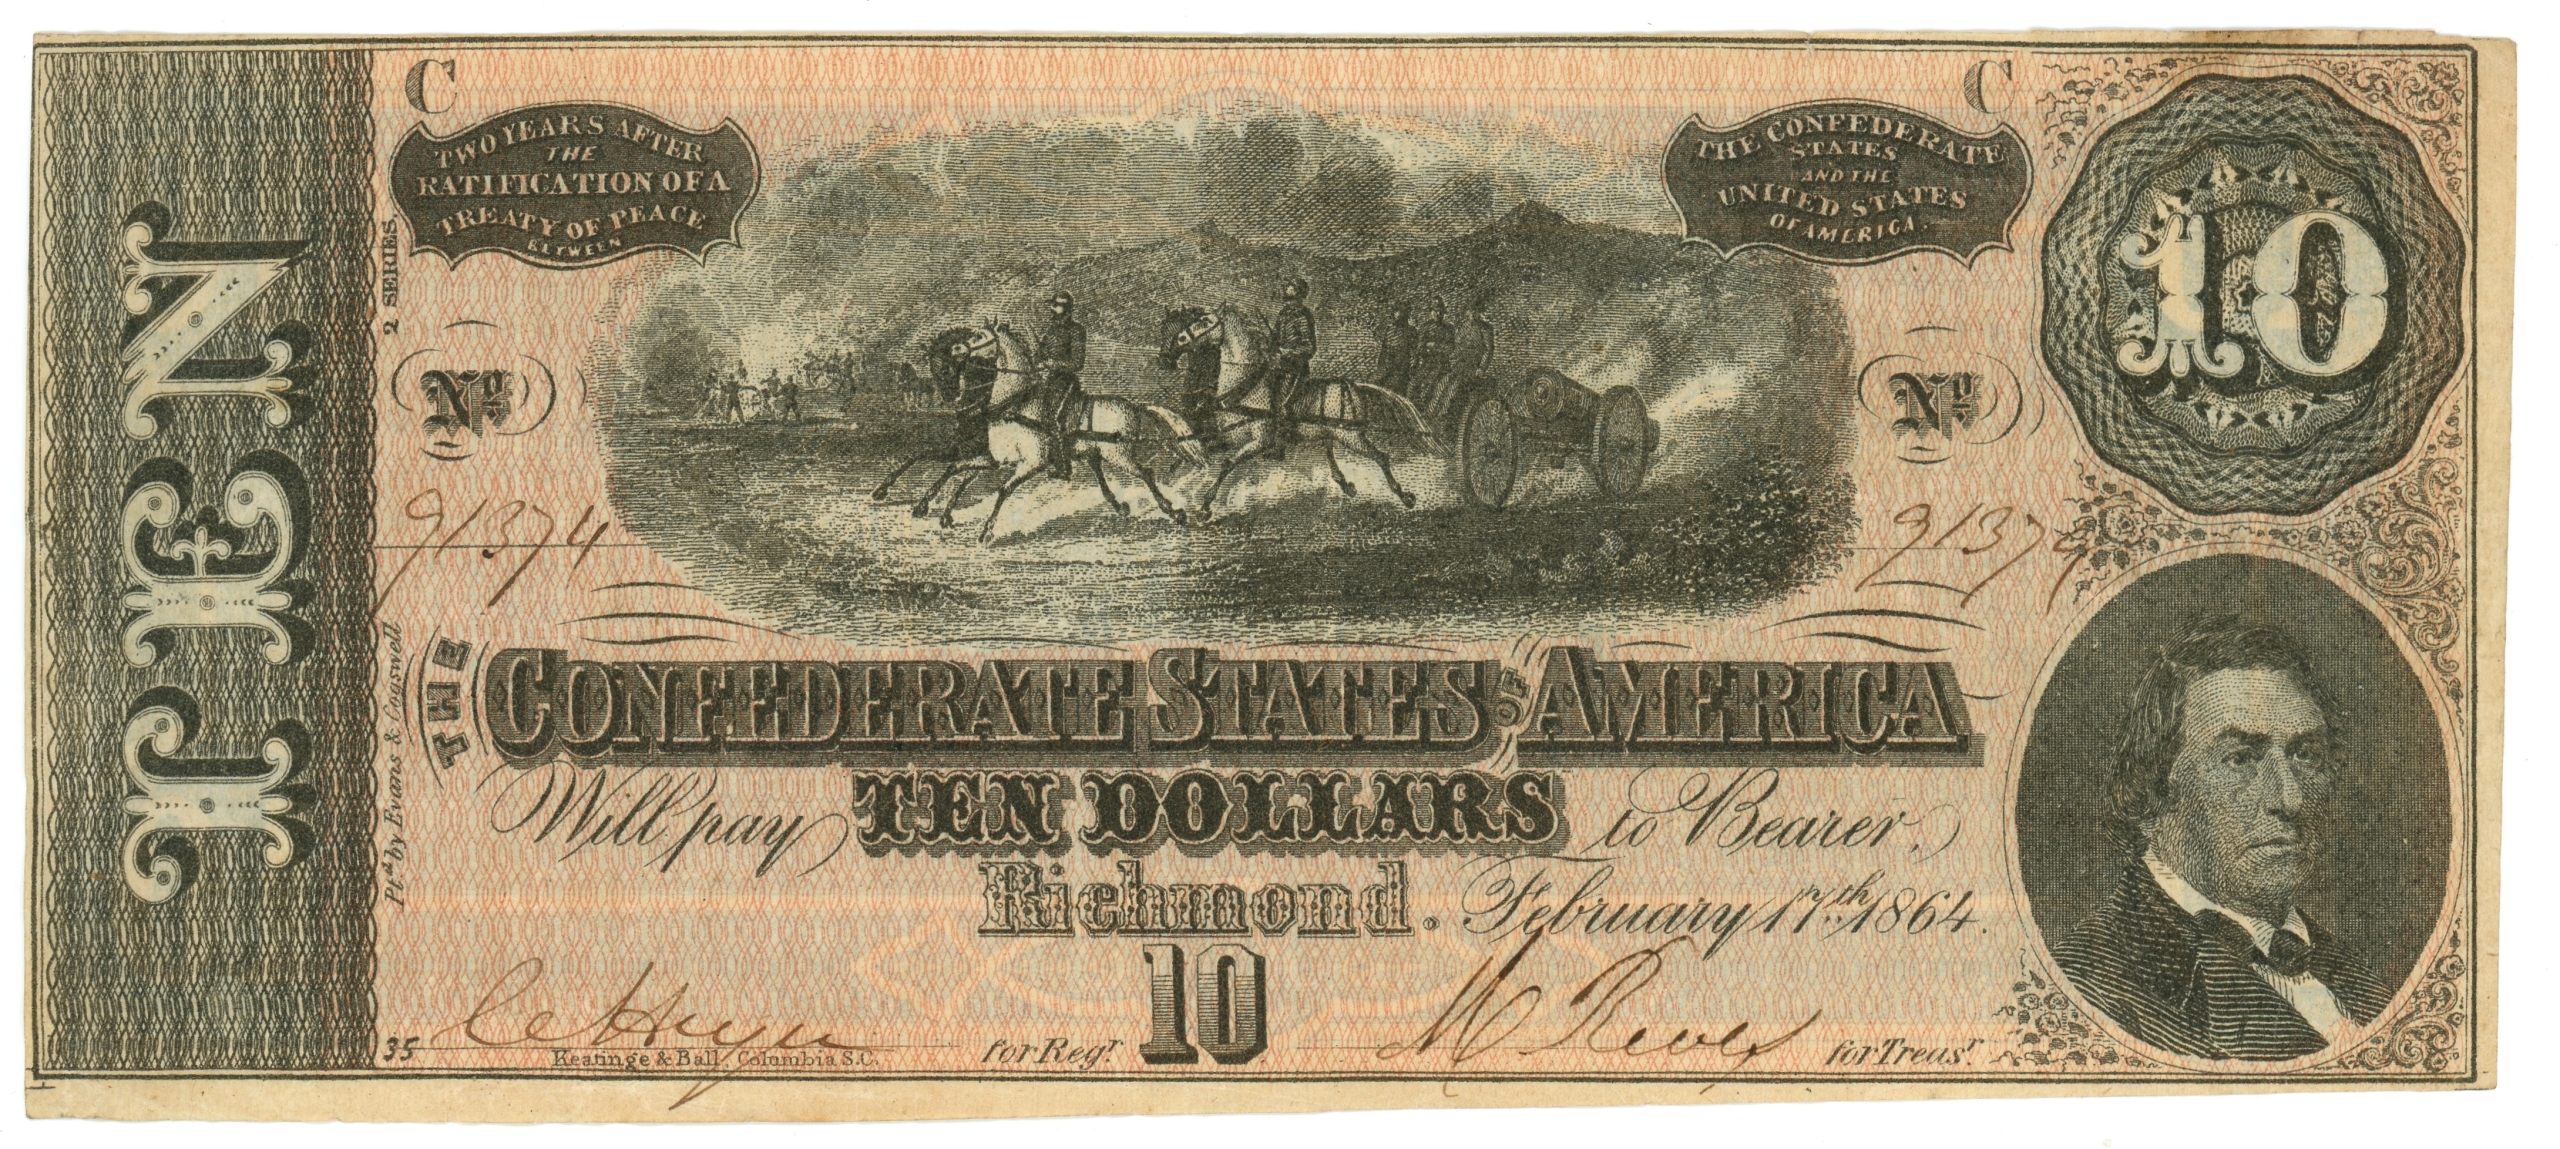 C
C
TWO YEARS AFTER
THE
RATIFICATION OF A
TREATY OF PEACE
BETWEEN
THE CONFEDERATE
STATES
AND THE
UNITED STATES
OF AMERICA.
10
TEN
2 SERIES
No
No
91374
91374
THE CONFEDERATE STATES OF AMERICA
Will pay TEN DOLLARS to Bearer.
Richmond. February 17th 1864.
Ptd. by Evans & Cogswell
10
35
Keatinge & Ball, Columbia S.C.
for Regr.
for Treasr.